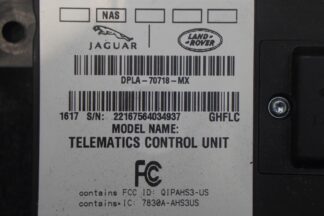 NAS
JAGUAR
LAND-
ROVER
DPLA-70718-MX
1617 S/N: 22167564034937 GHFLC
MODEL NAME:
TELEMATICS CONTROL UNIT
FC
contains FCC ID: QIPAHS3-US
contains IC: 7830A-AHS3US